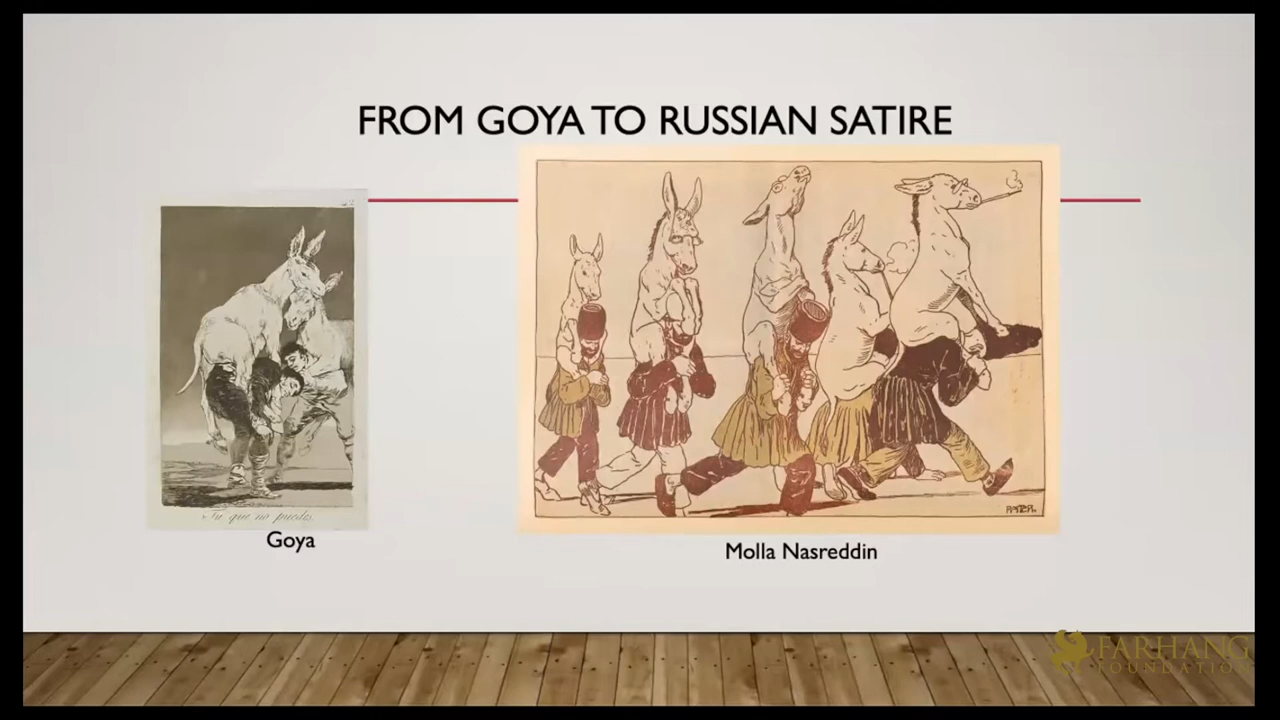 FROM GOYA TO RUSSIAN SATIRE
Tu que no puedes.
Goya
Molla Nasreddin
FARHANG
FOUNDATION